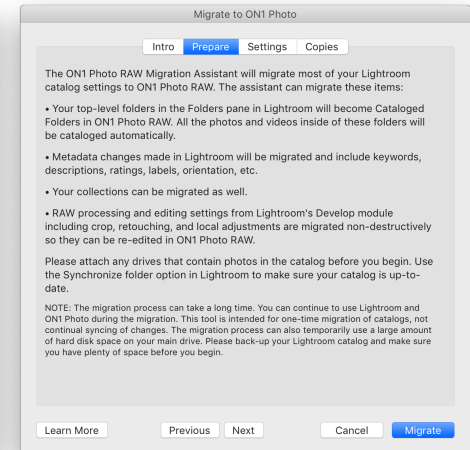 Migrate to ON1 Photo
Intro Prepare Settings Copies
The ON1 Photo RAW Migration Assistant will migrate most of your Lightroom
catalog settings to ON1 Photo RAW. The assistant can migrate these items:
• Your top-level folders in the Folders pane in Lightroom will become Cataloged
Folders in ON1 Photo RAW. All the photos and videos inside of these folders will
be cataloged automatically.
• Metadata changes made in Lightroom will be migrated and include keywords,
descriptions, ratings, labels, orientation, etc.
• Your collections can be migrated as well.
• RAW processing and editing settings from Lightroom's Develop module
including crop, retouching, and local adjustments are migrated non-destructively
so they can be re-edited in ON1 Photo RAW.
Please attach any drives that contain photos in the catalog before you begin. Use
the Synchronize folder option in Lightroom to make sure your catalog is up-to-
date.
NOTE: The migration process can take a long time. You can continue to use Lightroom and
ON1 Photo during the migration. This tool is intended for one-time migration of catalogs, not
continual syncing of changes. The migration process can also temporarily use a large amount
of hard disk space on your main drive. Please back-up your Lightroom catalog and make sure
you have plenty of space before you begin.
Learn More Previous Next Cancel Migrate